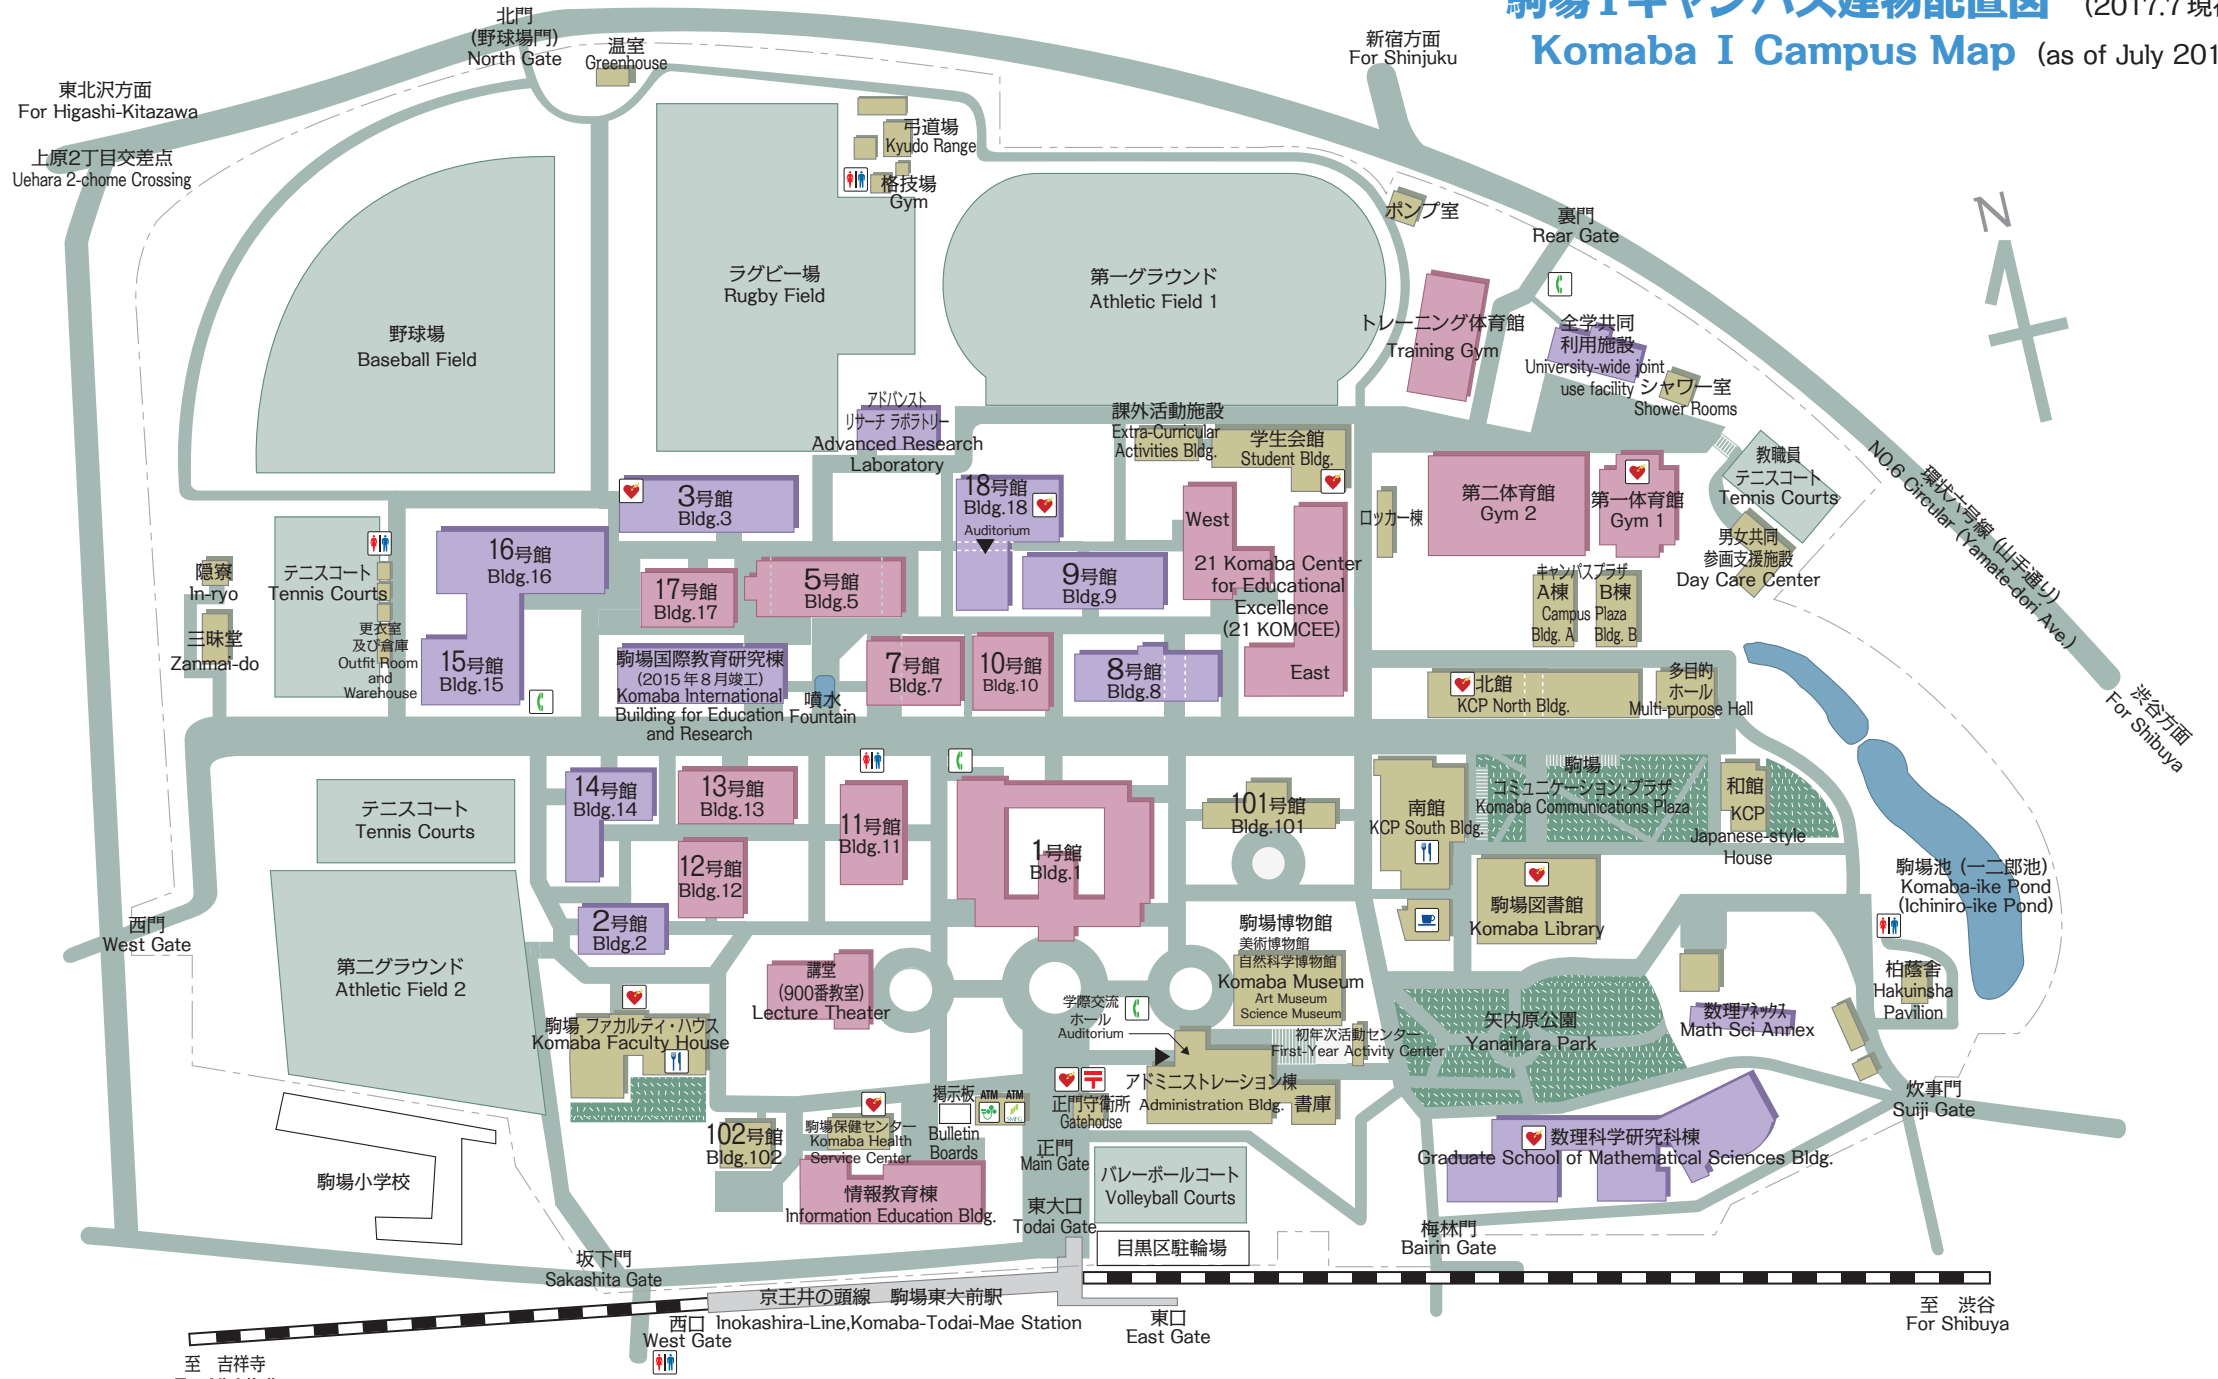 駒場Ⅰキャンパス建物配置図 (2017.7現在
Komaba Ⅰ Campus Map (as of July 201
北門
(野球場門)
North Gate
温室
Greenhouse
新宿方面
For Shinjuku
東北沢方面
For Higashi-Kitazawa
上原2丁目交差点
Uehara 2-chome Crossing
弓道場
Kyudo Range
格技場
Gym
ポンプ室
裏門
Rear Gate
N
ラグビー場
Rugby Field
第一グラウンド
Athletic Field 1
野球場
Baseball Field
トレーニング体育館
Training Gym
全学共同
利用施設
University-wide joint
use facility
シャワー室
Shower Rooms
アドバンスト
リサーチ ラボラトリー
Advanced Research
Laboratory
課外活動施設
Extra-Curricular
Activities Bldg.
学生会館
Student Bldg.
教職員
テニスコート
Tennis Courts
NO.6 Circular (Yamate-dori Ave.)
環状六号線 (山手通り)
3号館
Bldg.3
18号館
Bldg.18
Auditorium
West
ロッカー棟
第二体育館
Gym 2
第一体育館
Gym 1
男女共同
参画支援施設
Day Care Center
隠寮
In-ryo
テニスコート
Tennis Courts
16号館
Bldg.16
17号館
Bldg.17
5号館
Bldg.5
9号館
Bldg.9
21 Komaba Center
for Educational
Excellence
(21 KOMCEE)
East
キャンパスプラザ
A棟
B棟
Campus Plaza
Bldg. A
Bldg. B
三昧堂
Zanmai-do
更衣室
及び倉庫
Outfit Room
and
Warehouse
15号館
Bldg.15
駒場国際教育研究棟
(2015年8月竣工)
Komaba International
Building for Education
and Research
噴水
Fountain
7号館
Bldg.7
10号館
Bldg.10
8号館
Bldg.8
北館
KCP North Bldg.
多目的
ホール
Multi-purpose Hall
渋谷方面
For Shibuya
テニスコート
Tennis Courts
14号館
Bldg.14
13号館
Bldg.13
11号館
Bldg.11
12号館
Bldg.12
1号館
Bldg.1
101号館
Bldg.101
南館
KCP South Bldg.
駒場
コミュニケーション・プラザ
Komaba Communications Plaza
和館
KCP
Japanese-style
House
駒場池 (一二郎池)
Komaba-ike Pond
(Ichiniro-ike Pond)
西門
West Gate
2号館
Bldg.2
駒場図書館
Komaba Library
第二グラウンド
Athletic Field 2
講堂
(900番教室)
Lecture Theater
駒場博物館
美術博物館
自然科学博物館
Komaba Museum
Art Museum
Science Museum
柏蔭舎
Hakuinsha
Pavilion
駒場 ファカルティ・ハウス
Komaba Faculty House
学際交流
ホール
Auditorium
初年次活動センター
First-Year Activity Center
矢内原公園
Yanaihara Park
数理アネックス
Math Sci Annex
炊事門
Suiji Gate
アドミニストレーション棟
Administration Bldg.
書庫
掲示板
Bulletin
Boards
ATM
ATM
SMFG
正門守衛所
Gatehouse
102号館
Bldg.102
駒場保健センター
Komaba Health
Service Center
正門
Main Gate
数理科学研究科棟
Graduate School of Mathematical Sciences Bldg.
駒場小学校
情報教育棟
Information Education Bldg.
バレーボールコート
Volleyball Courts
東大口
Todai Gate
目黒区駐輪場
梅林門
Bairin Gate
坂下門
Sakashita Gate
京王井の頭線 駒場東大前駅
Inokashira-Line,Komaba-Todai-Mae Station
西口
West Gate
東口
East Gate
至 渋谷
For Shibuya
至 吉祥寺